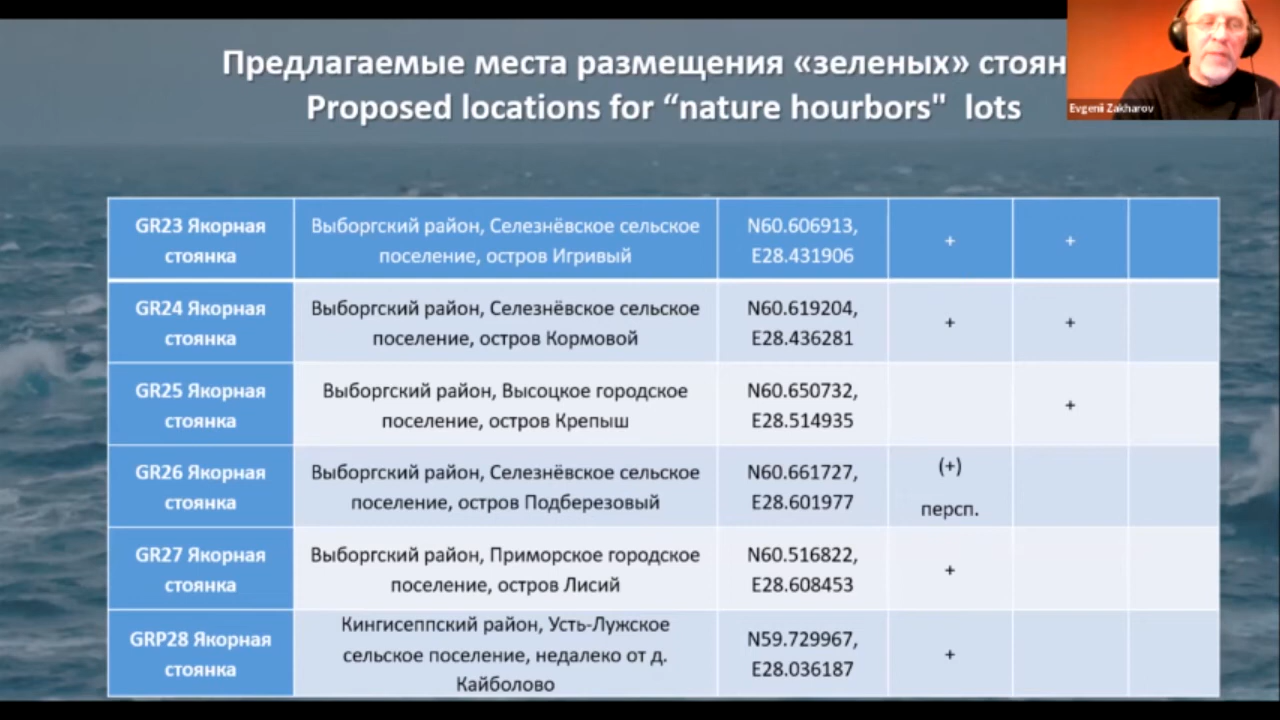 Предлагаемые места размещения «зеленых» стоян
Proposed locations for “nature hourbors" lots
Evgenii Zakharov
GR23 Якорная
стоянка
Выборгский район, Селезнёвское сельское
поселение, остров Игривый
N60.606913,
E28.431906
+
+
GR24 Якорная
стоянка
Выборгский район, Селезнёвское сельское
поселение, остров Кормовой
N60.619204,
E28.436281
+
+
GR25 Якорная
стоянка
Выборгский район, Высоцкое городское
поселение, остров Крепыш
N60.650732,
E28.514935
+
GR26 Якорная
стоянка
Выборгский район, Селезнёвское сельское
поселение, остров Подберезовый
N60.661727,
E28.601977
(+)
персп.
GR27 Якорная
стоянка
Выборгский район, Приморское городское
поселение, остров Лисий
N60.516822,
E28.608453
+
GRP28 Якорная
стоянка
Кингисеппский район, Усть-Лужское
сельское поселение, недалеко от д.
Кайболово
N59.729967,
E28.036187
+